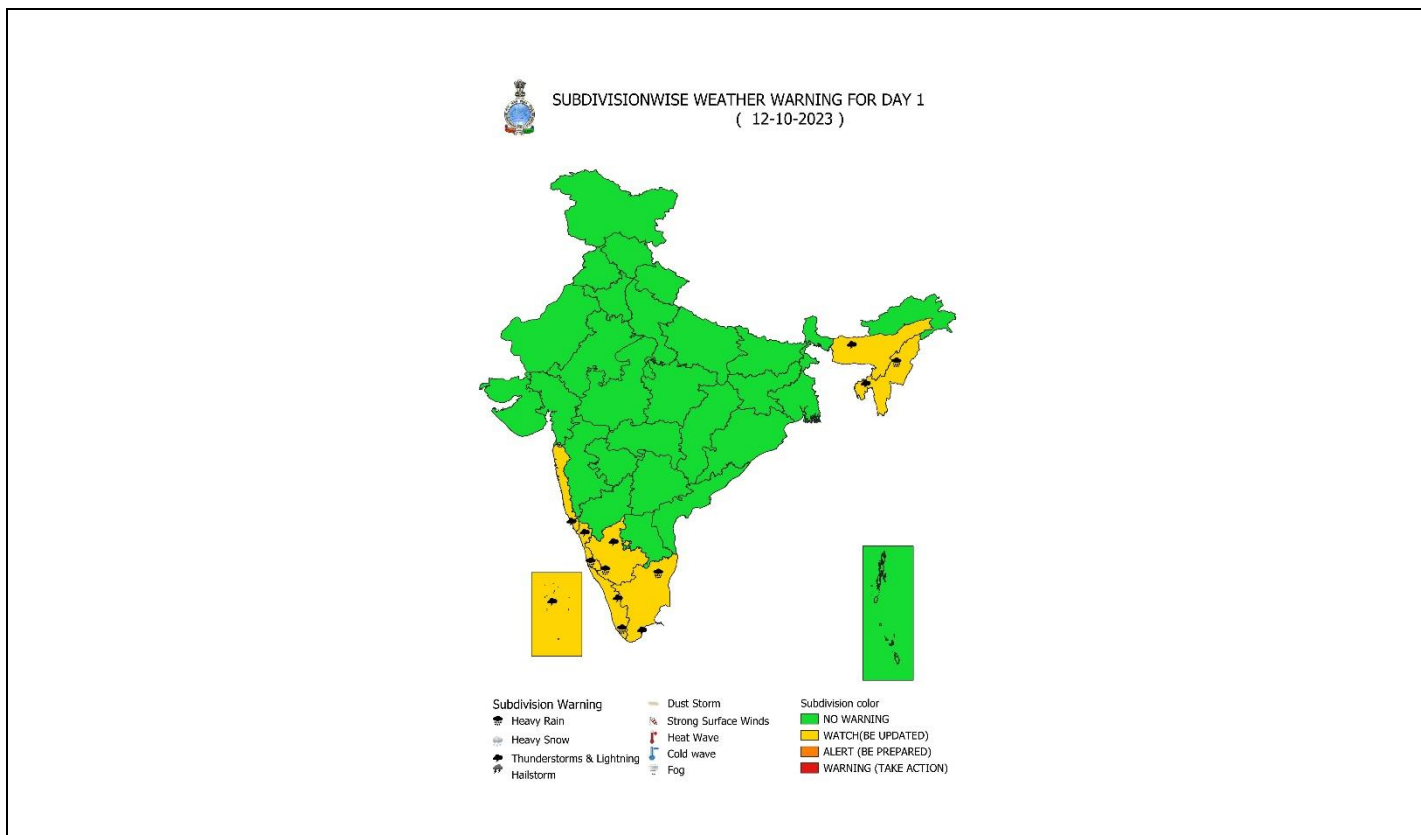 SUBDIVISIONWISE WEATHER WARNING FOR DAY 1
( 12-10-2023 )
Subdivision Warning
Heavy Rain
Heavy Snow
Thunderstorms & Lightning
Hailstorm
Dust Storm
Strong Surface Winds
Heat Wave
Cold wave
Fog
Subdivision color
NO WARNING
WATCH(BE UPDATED)
ALERT (BE PREPARED)
WARNING (TAKE ACTION)